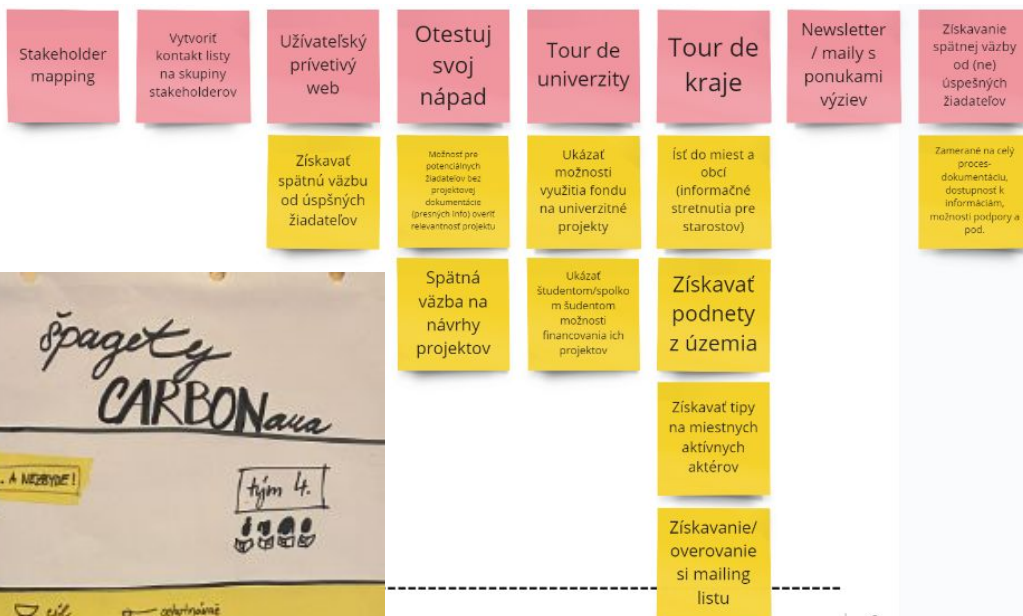 Stakeholder
mapping
Vytvoriť
kontakt listy
na skupiny
stakeholderov
Užívateľský
prívetivý
web
Otestuj
svoj
nápad
Tour de
univerzity
Tour de
kraje
Newsletter
/ maily s
ponukami
výziev
Získavanie
spätnej väzby
od (ne)
úspešných
žiadateľov
Získavať
spätnú väzbu
od úspšných
žiadateľov
Možnosť pre
potenciálnych
žiadateľov bez
projektovej
dokumentácie
(presných info) overiť
relevantnosť projektu
Ukázať
možnosti
využitia fondu
na univerzitné
projekty
Ísť do miest a
obcí
(informačné
stretnutia pre
starostov)
Zamerané na celý
proces-
dokumentáciu,
dostupnosť k
informáciám,
možnosti podpory a
pod.
Spätná
väzba na
návrhy
projektov
Ukázať
študentom/spolko
m šudentom
možnosti
financovania ich
projektov
Získavať
podnety
z územia
Získavať tipy
na miestnych
aktívnych
aktérov
Získavanie/
overovanie
si mailing
listu
špagety
CARBONara
. A NEZBYDE!
tým 4.
cíl